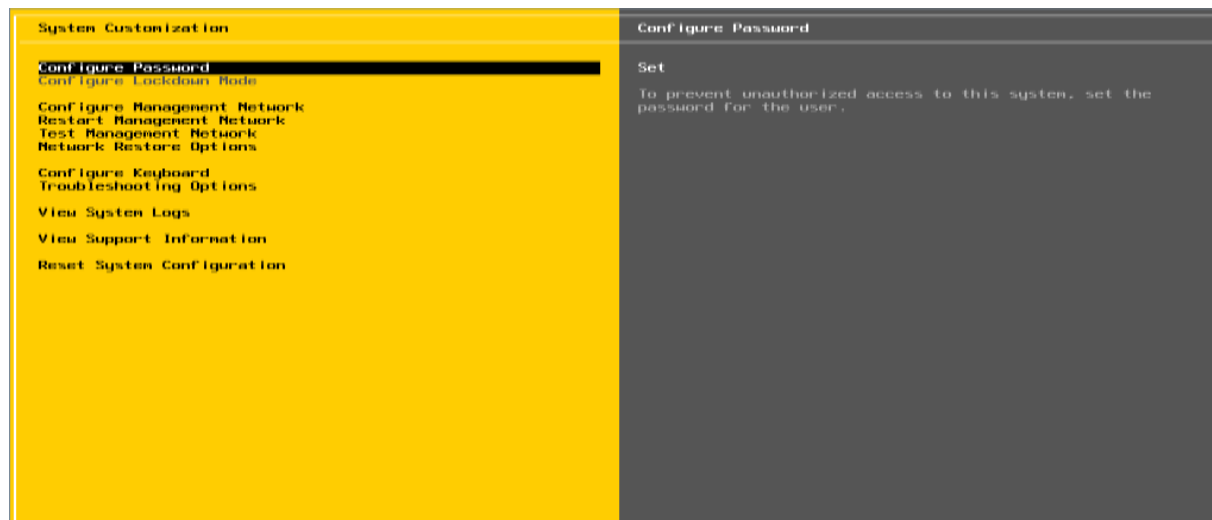 System Customization
Configure Password
Configure Lockdown Mode
Configure Management Network
Restart Management Network
Test Management Network
Network Restore Options
Configure Keyboard
Troubleshooting Options
View System Logs
View Support Information
Reset System Configuration
Configure Password
Set
To prevent unauthorized access to this system, set the
password for the user.